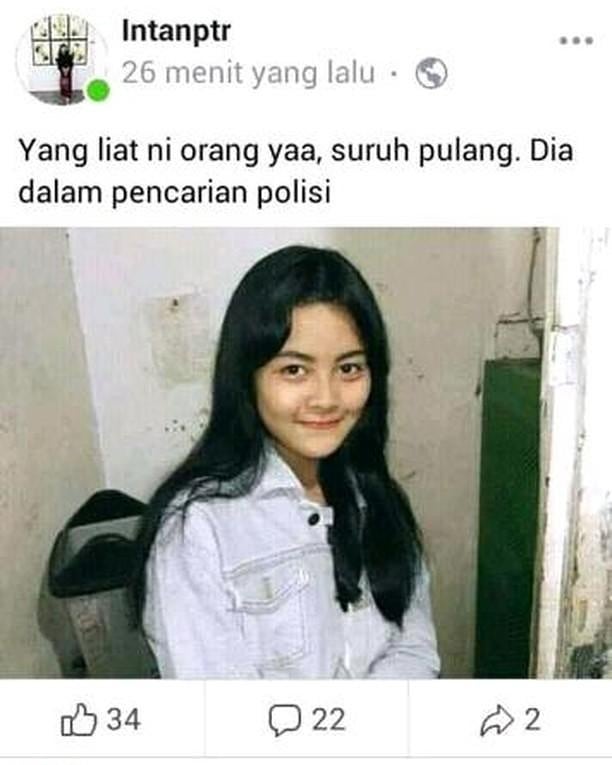 Intanptr
26 menit yang lalu ·
Yang liat ni orang yaa, suruh pulang. Dia
dalam pencarian polisi
34
22
2